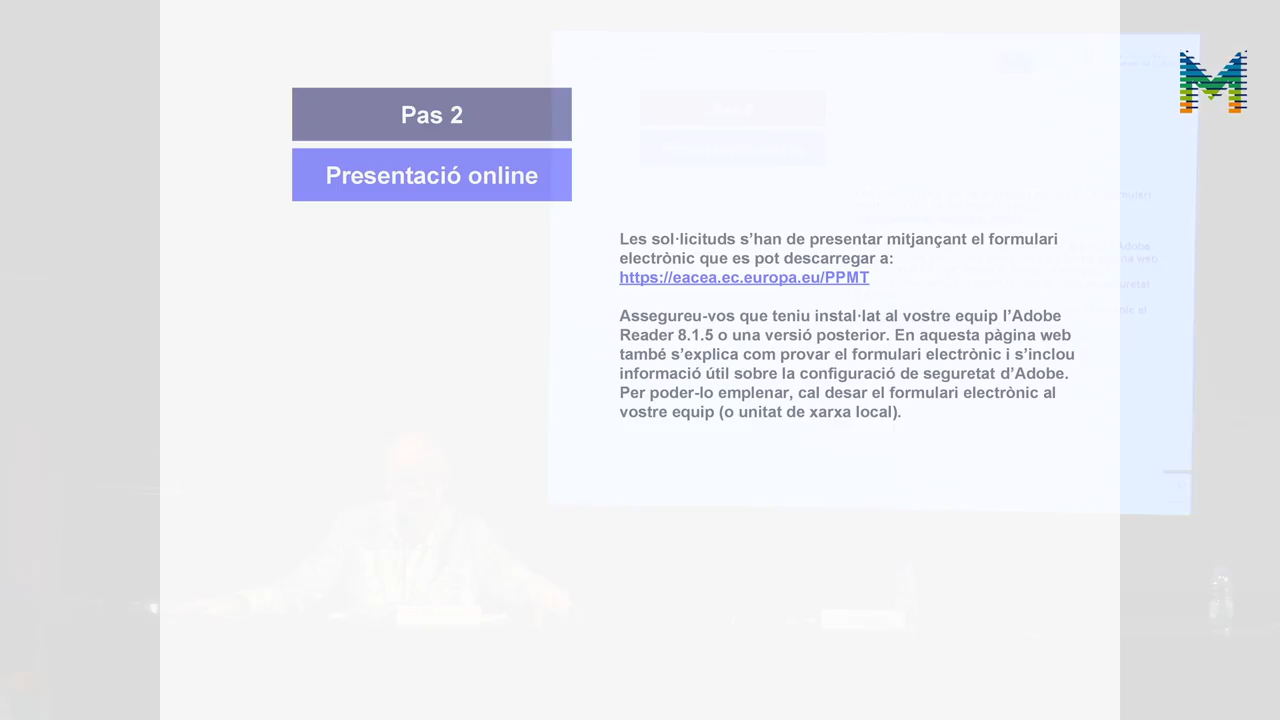 Pas 2
Presentació online
Les sol·licituds s’han de presentar mitjançant el formulari
electrònic que es pot descarregar a:
https://eacea.ec.europa.eu/PPMT
Assegureu-vos que teniu instal·lat al vostre equip l’Adobe
Reader 8.1.5 o una versió posterior. En aquesta pàgina web
també s’explica com provar el formulari electrònic i s’inclou
informació útil sobre la configuració de seguretat d’Adobe.
Per poder-lo emplenar, cal desar el formulari electrònic al
vostre equip (o unitat de xarxa local).